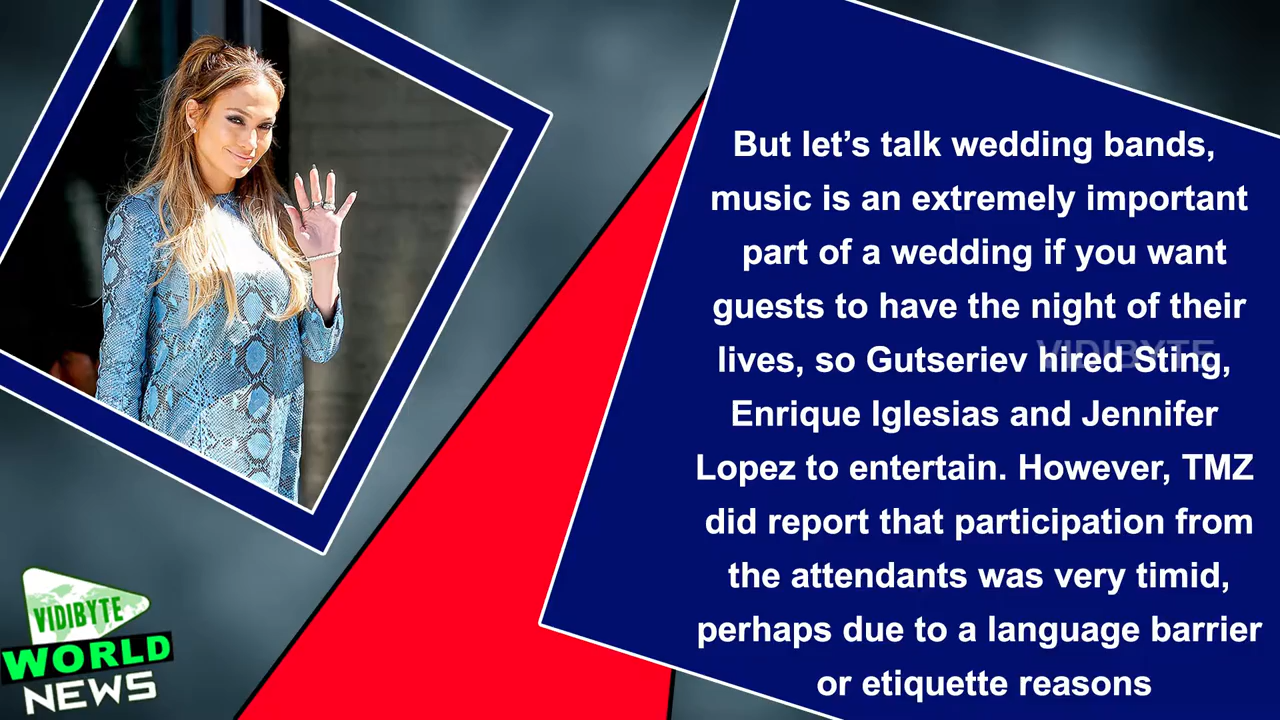 But let’s talk wedding bands,
music is an extremely important
part of a wedding if you want
guests to have the night of their
lives, so Gutseriev hired Sting,
Enrique Iglesias and Jennifer
Lopez to entertain. However, TMZ
did report that participation from
the attendants was very timid,
perhaps due to a language barrier
or etiquette reasons
VIDIBYTE
VIDIBYTE
WORLD
NEWS